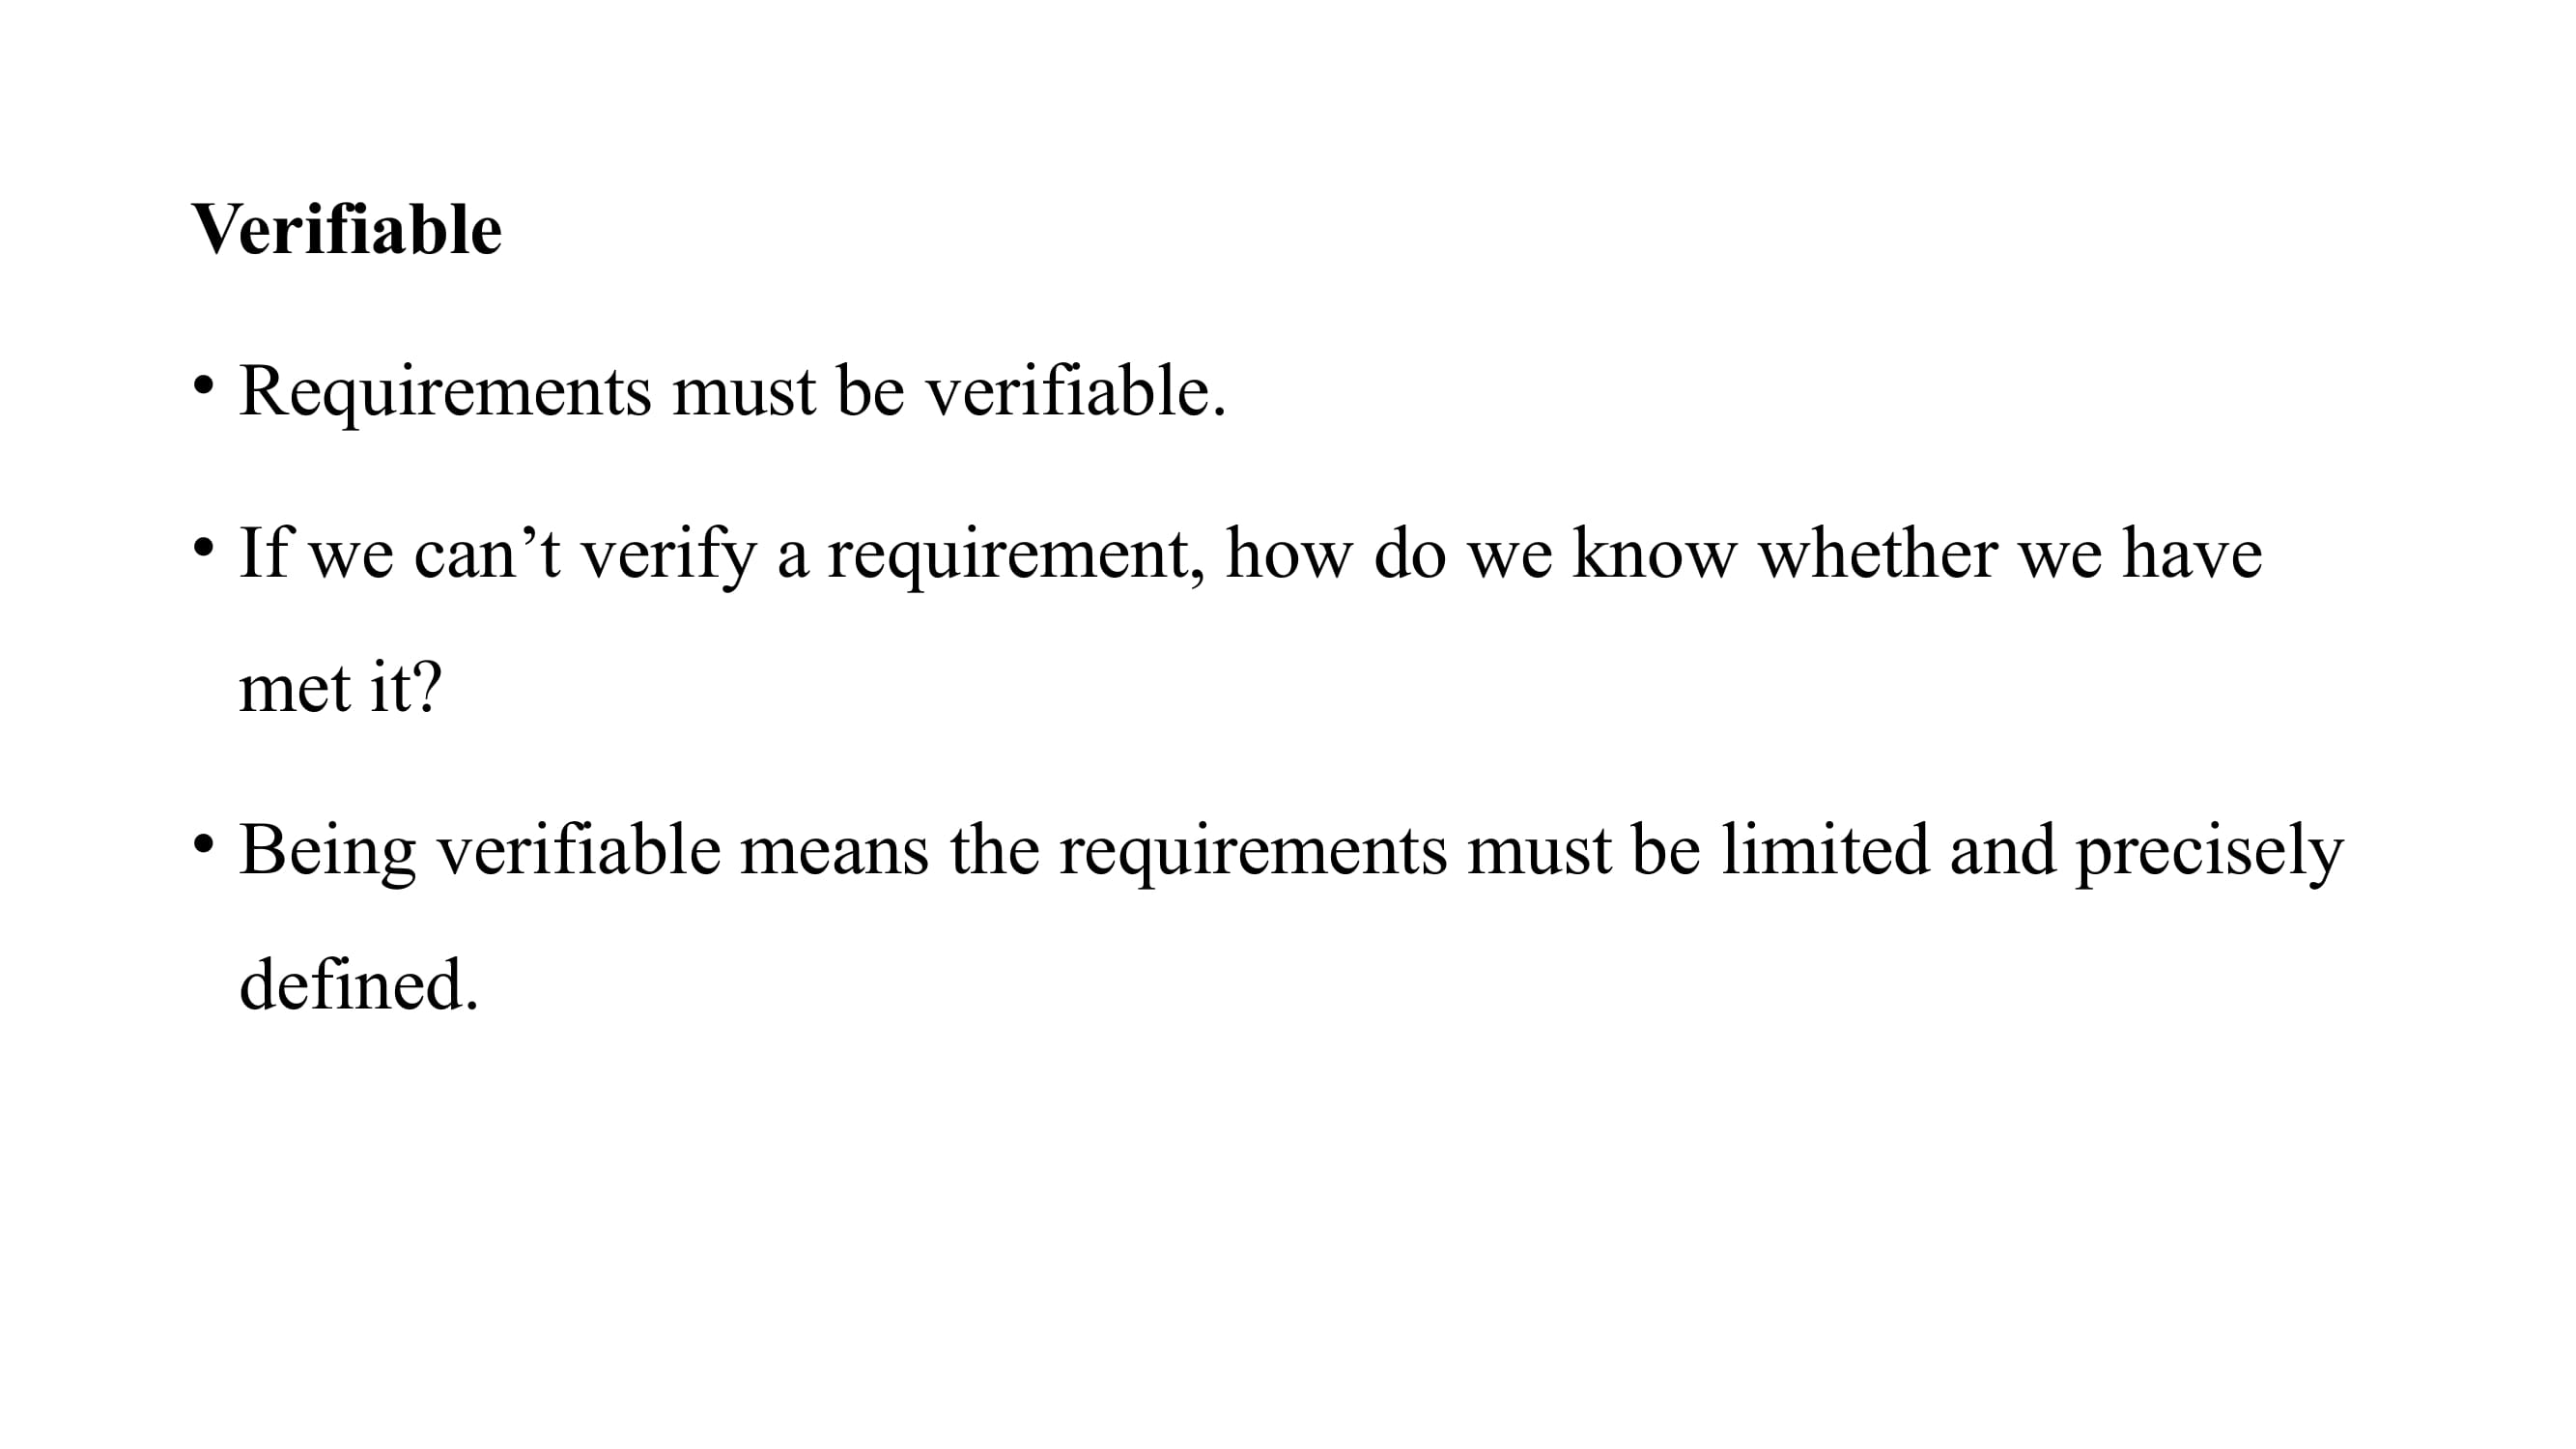 Verifiable
• Requirements must be verifiable.
• If we can’t verify a requirement, how do we know whether we have
met it?
• Being verifiable means the requirements must be limited and precisely
defined.